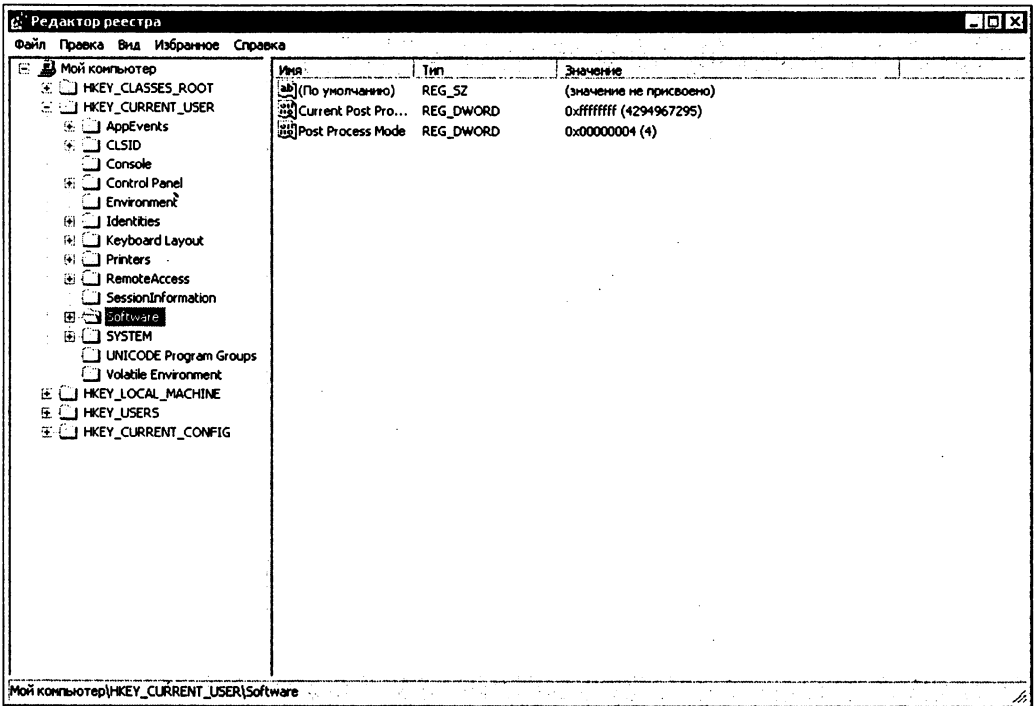 Редактор реестра
Файл Правка Вид Избранное Справка
Мой компьютер
HKEY_CLASSES_ROOT
HKEY_CURRENT_USER
AppEvents
CLSID
Console
Control Panel
Environment
Identities
Keyboard Layout
Printers
RemoteAccess
SessionInformation
Software
SYSTEM
UNICODE Program Groups
Volatile Environment
HKEY_LOCAL_MACHINE
HKEY_USERS
HKEY_CURRENT_CONFIG
Имя Тип Значение
(По умолчанию) REG_SZ (значение не присвоено)
Current Post Pro... REG_DWORD 0xffffffff (4294967295)
Post Process Mode REG_DWORD 0x00000004 (4)
Мой компьютер\HKEY_CURRENT_USER\Software